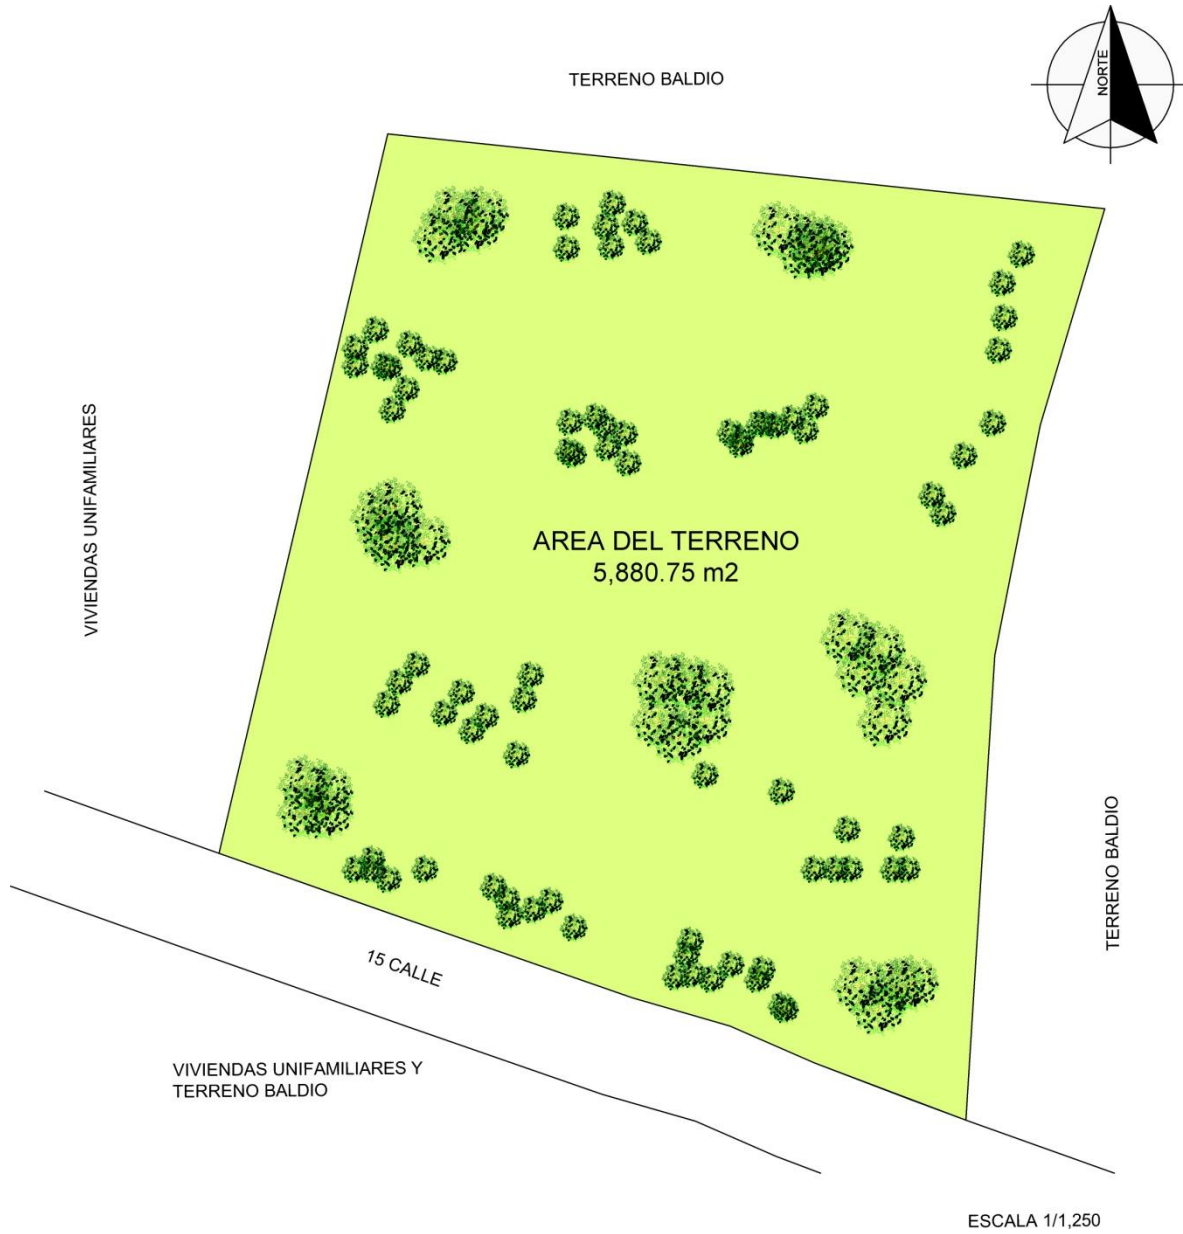 TERRENO BALDIO
NORTE
VIVIENDAS UNIFAMILIARES
AREA DEL TERRENO
5,880.75 m2
TERRENO BALDIO
15 CALLE
VIVIENDAS UNIFAMILIARES Y
TERRENO BALDIO
ESCALA 1/1,250